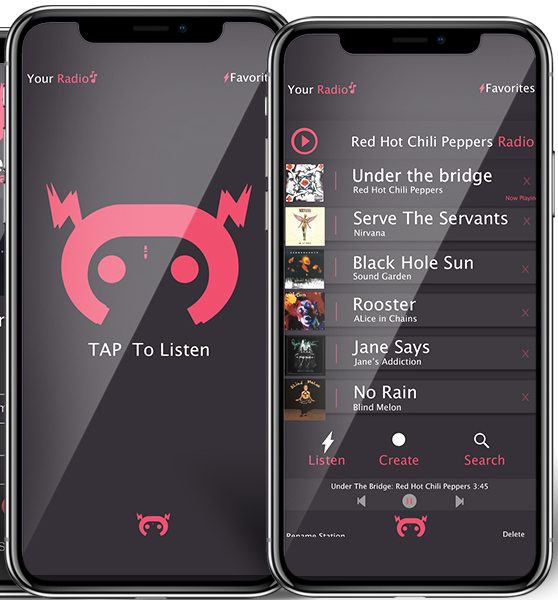 Your Radio
Favorit
TAP To Listen
Your Radio
Favorites
Red Hot Chili Peppers Radio
Under the bridge
Red Hot Chili Peppers
x
Now Playing
Serve The Servants
Nirvana
x
Black Hole Sun
Sound Garden
x
Rooster
ALice in Chains
x
Jane Says
Jane's Addiction
x
No Rain
Blind Melon
x
Listen
Create
Search
Under The Bridge: Red Hot Chili Peppers 3:45
Rename Station
Delete